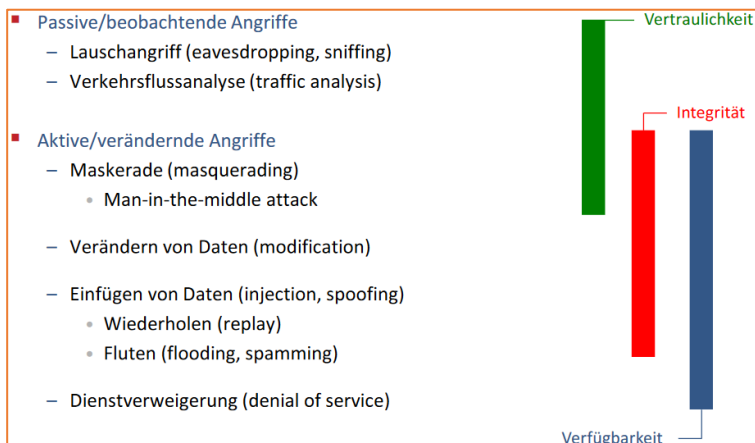 Passive/beobachtende Angriffe
– Lauschangriff (eavesdropping, sniffing)
– Verkehrsflussanalyse (traffic analysis)
Aktive/verändernde Angriffe
– Maskerade (masquerading)
Man-in-the-middle attack
– Verändern von Daten (modification)
– Einfügen von Daten (injection, spoofing)
Wiederholen (replay)
Fluten (flooding, spamming)
– Dienstverweigerung (denial of service)
Vertraulichkeit
Integrität
Verfügbarkeit